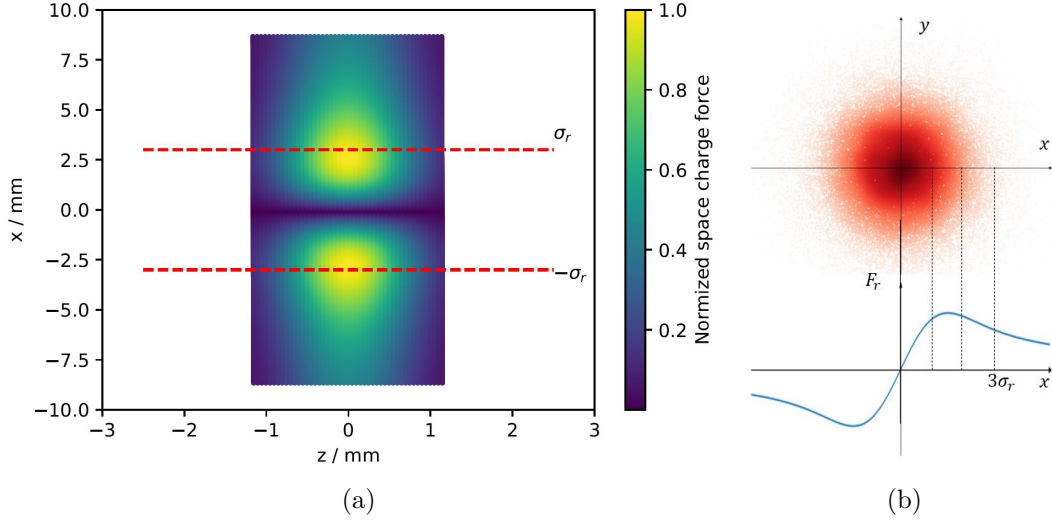 10.0
7.5
5.0
2.5
0.0
−2.5
−5.0
−7.5
−10.0
x / mm
−3
−2
−1
0
1
2
3
z / mm
σr
−σr
1.0
0.8
0.6
0.4
0.2
Normized space charge force
(a)
y
x
Fr
3σr
x
(b)